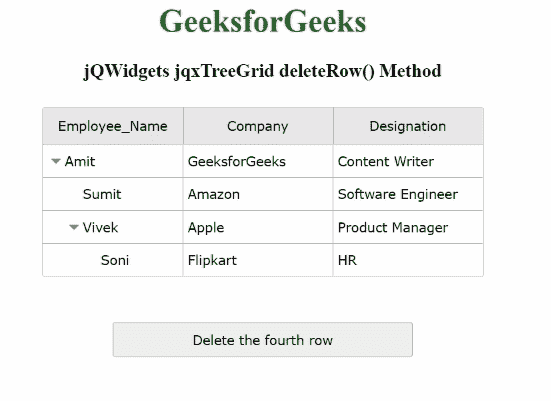 GeeksforGeeks
jQWidgets jqxTreeGrid deleteRow() Method
Employee_Name Company Designation
Amit GeeksforGeeks Content Writer
Sumit Amazon Software Engineer
Vivek Apple Product Manager
Soni Flipkart HR
Delete the fourth row